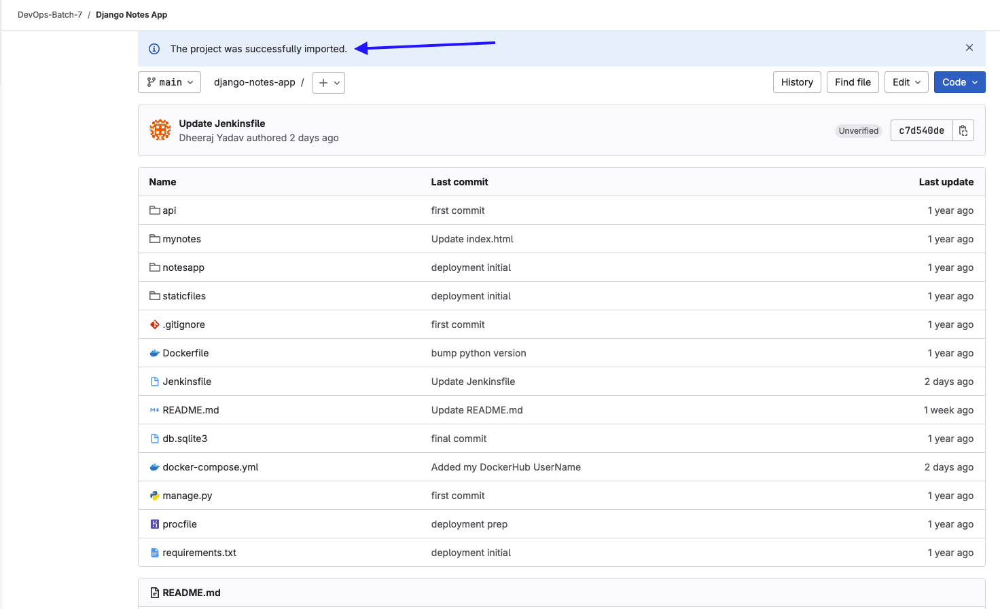 DevOps-Batch-7 / Django Notes App
The project was successfully imported.
main django-notes-app / + History Find file Edit Code
Update Jenkinsfile
Dheeraj Yadav authored 2 days ago
Unverified c7d540de
Name Last commit Last update
api first commit 1 year ago
mynotes Update index.html 1 year ago
notesapp deployment initial 1 year ago
staticfiles deployment initial 1 year ago
.gitignore first commit 1 year ago
Dockerfile bump python version 1 year ago
Jenkinsfile Update Jenkinsfile 2 days ago
README.md Update README.md 1 week ago
db.sqlite3 final commit 1 year ago
docker-compose.yml Added my DockerHub UserName 2 days ago
manage.py first commit 1 year ago
procfile deployment prep 1 year ago
requirements.txt deployment initial 1 year ago
README.md